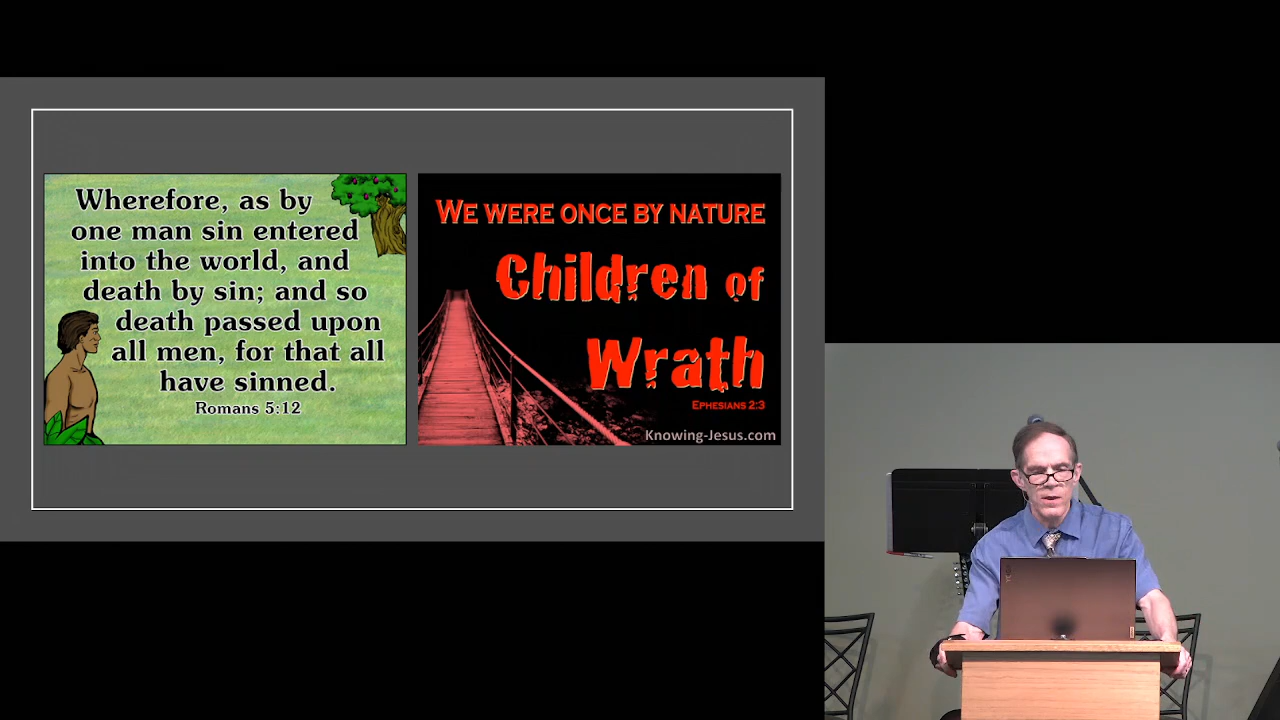 Wherefore, as by
one man sin entered
into the world, and
death by sin; and so
death passed upon
all men, for that all
have sinned.
Romans 5:12
WE WERE ONCE BY NATURE
Children of
Wrath
EPHESIANS 2:3
Knowing-Jesus.com